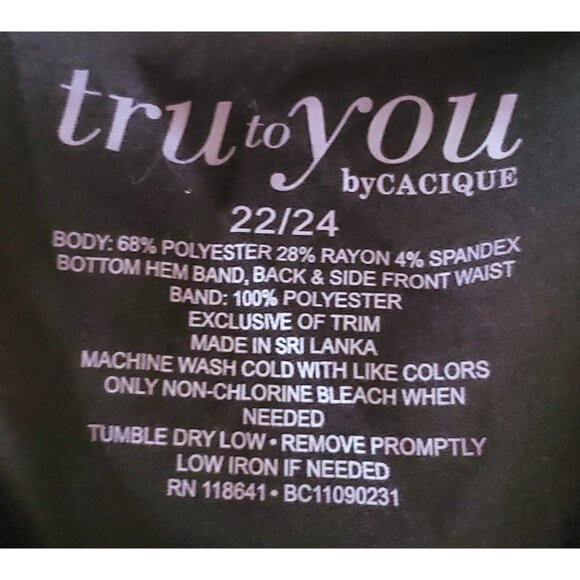 tru to you
byCACIQUE
22/24
BODY: 68% POLYESTER 28% RAYON 4% SPANDEX
BOTTOM HEM BAND, BACK & SIDE FRONT WAIST
BAND: 100% POLYESTER
EXCLUSIVE OF TRIM
MADE IN SRI LANKA
MACHINE WASH COLD WITH LIKE COLORS
ONLY NON-CHLORINE BLEACH WHEN
NEEDED
TUMBLE DRY LOW • REMOVE PROMPTLY
LOW IRON IF NEEDED
RN 118641 • BC11090231